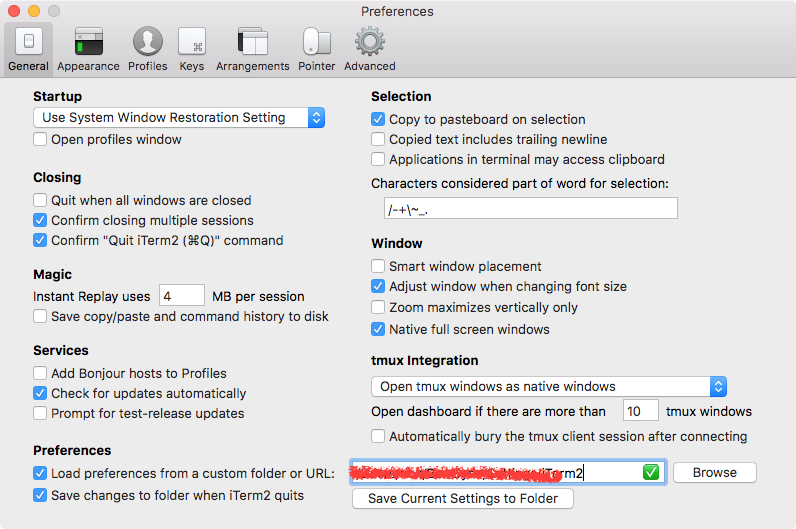 Preferences
General
Appearance
Profiles
Keys
Arrangements
Pointer
Advanced
Startup
Use System Window Restoration Setting
Open profiles window
Closing
Quit when all windows are closed
Confirm closing multiple sessions
Confirm "Quit iTerm2 (⌘Q)" command
Magic
Instant Replay uses 4 MB per session
Save copy/paste and command history to disk
Services
Add Bonjour hosts to Profiles
Check for updates automatically
Prompt for test-release updates
Preferences
Load preferences from a custom folder or URL:
Save changes to folder when iTerm2 quits
Selection
Copy to pasteboard on selection
Copied text includes trailing newline
Applications in terminal may access clipboard
Characters considered part of word for selection:
/-+\~_.
Window
Smart window placement
Adjust window when changing font size
Zoom maximizes vertically only
Native full screen windows
tmux Integration
Open tmux windows as native windows
Open dashboard if there are more than 10 tmux windows
Automatically bury the tmux client session after connecting
iTerm2
Browse
Save Current Settings to Folder